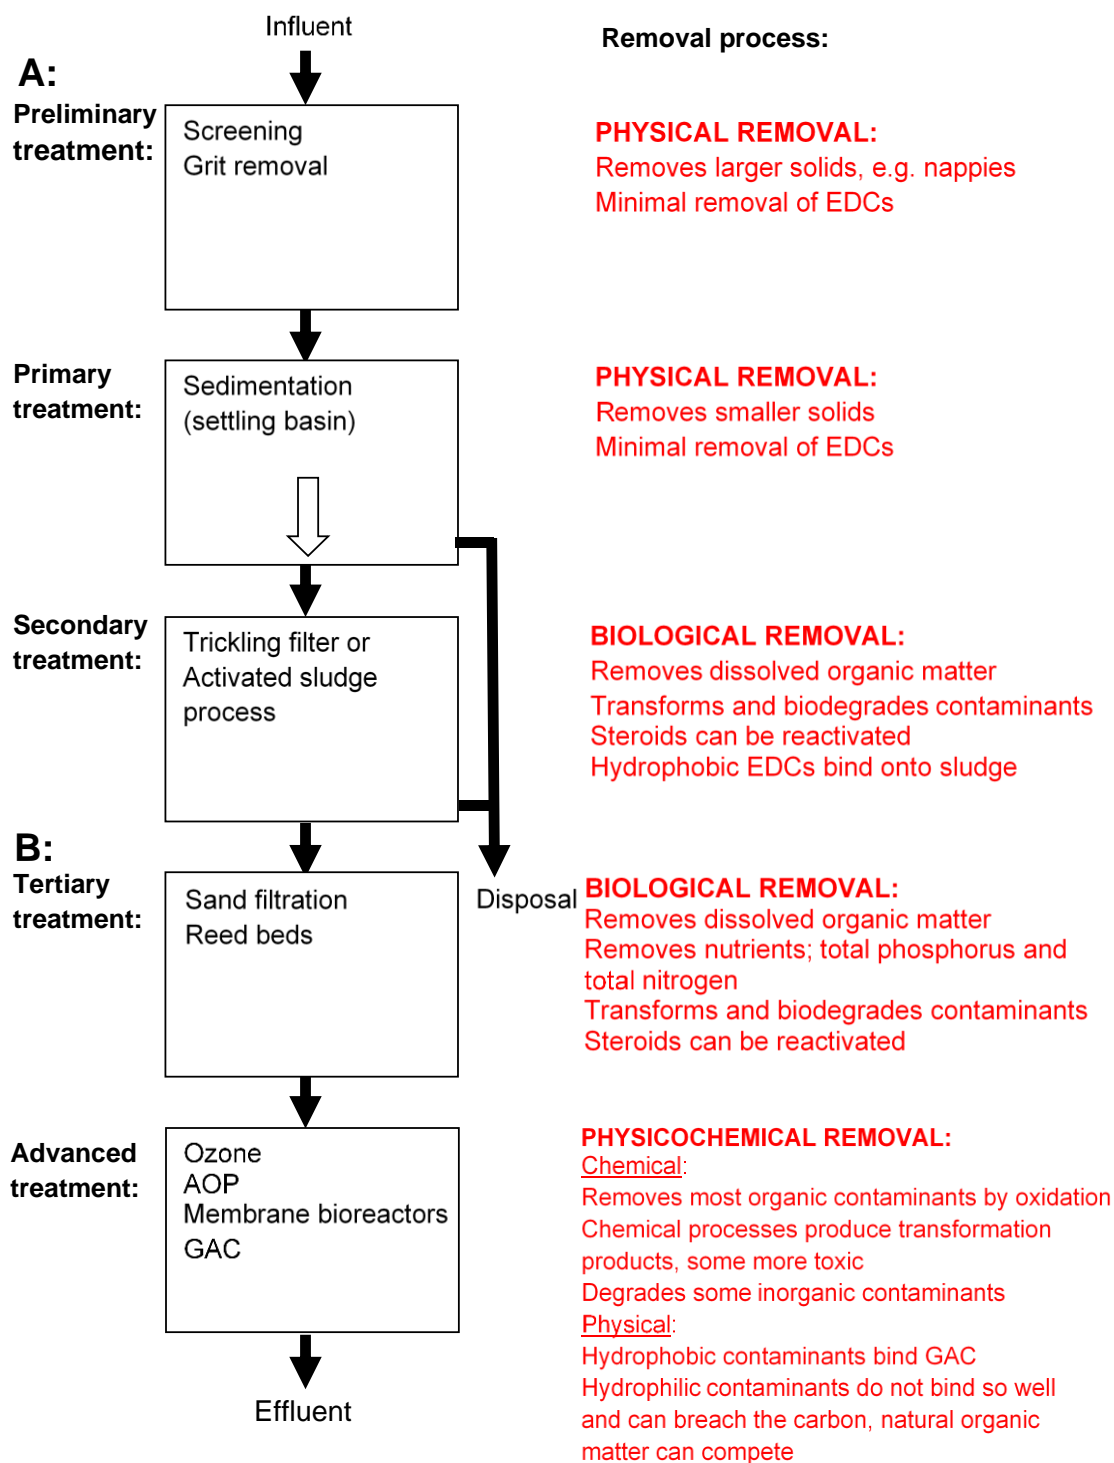 Influent
Removal process:
A:
Preliminary
treatment:
Screening
Grit removal
PHYSICAL REMOVAL:
Removes larger solids, e.g. nappies
Minimal removal of EDCs
Primary
treatment:
Sedimentation
(settling basin)
PHYSICAL REMOVAL:
Removes smaller solids
Minimal removal of EDCs
Secondary
treatment:
Trickling filter or
Activated sludge
process
BIOLOGICAL REMOVAL:
Removes dissolved organic matter
Transforms and biodegrades contaminants
Steroids can be reactivated
Hydrophobic EDCs bind onto sludge
B:
Tertiary
treatment:
Sand filtration
Reed beds
Disposal
BIOLOGICAL REMOVAL:
Removes dissolved organic matter
Removes nutrients; total phosphorus and
total nitrogen
Transforms and biodegrades contaminants
Steroids can be reactivated
Advanced
treatment:
Ozone
AOP
Membrane bioreactors
GAC
PHYSICOCHEMICAL REMOVAL:
Chemical:
Removes most organic contaminants by oxidation
Chemical processes produce transformation
products, some more toxic
Degrades some inorganic contaminants
Physical:
Hydrophobic contaminants bind GAC
Hydrophilic contaminants do not bind so well
and can breach the carbon, natural organic
matter can compete
Effluent